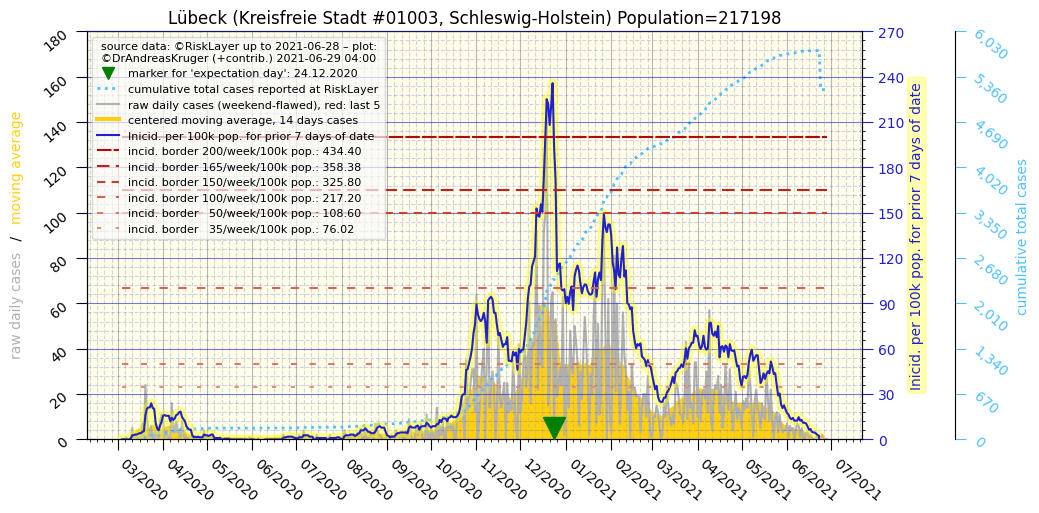 Lübeck (Kreisfreie Stadt #01003, Schleswig-Holstein) Population=217198
source data: ©RiskLayer up to 2021-06-28 – plot:
©DrAndreasKruger (+contrib.) 2021-06-29 04:00
marker for 'expectation day': 24.12.2020
cumulative total cases reported at RiskLayer
raw daily cases (weekend-flawed), red: last 5
centered moving average, 14 days cases
Inicid. per 100k pop. for prior 7 days of date
incid. border 200/week/100k pop.: 434.40
incid. border 165/week/100k pop.: 358.38
incid. border 150/week/100k pop.: 325.80
incid. border 100/week/100k pop.: 217.20
incid. border   50/week/100k pop.: 108.60
incid. border   35/week/100k pop.: 76.02
raw daily cases / moving average
180
160
140
120
100
80
60
40
20
0
03/2020
04/2020
05/2020
06/2020
07/2020
08/2020
09/2020
10/2020
11/2020
12/2020
01/2021
02/2021
03/2021
04/2021
05/2021
06/2021
07/2021
270
240
210
180
150
120
90
60
30
0
Inicid. per 100k pop. for prior 7 days of date
6,030
5,360
4,690
4,020
3,350
2,680
2,010
1,340
670
0
cumulative total cases